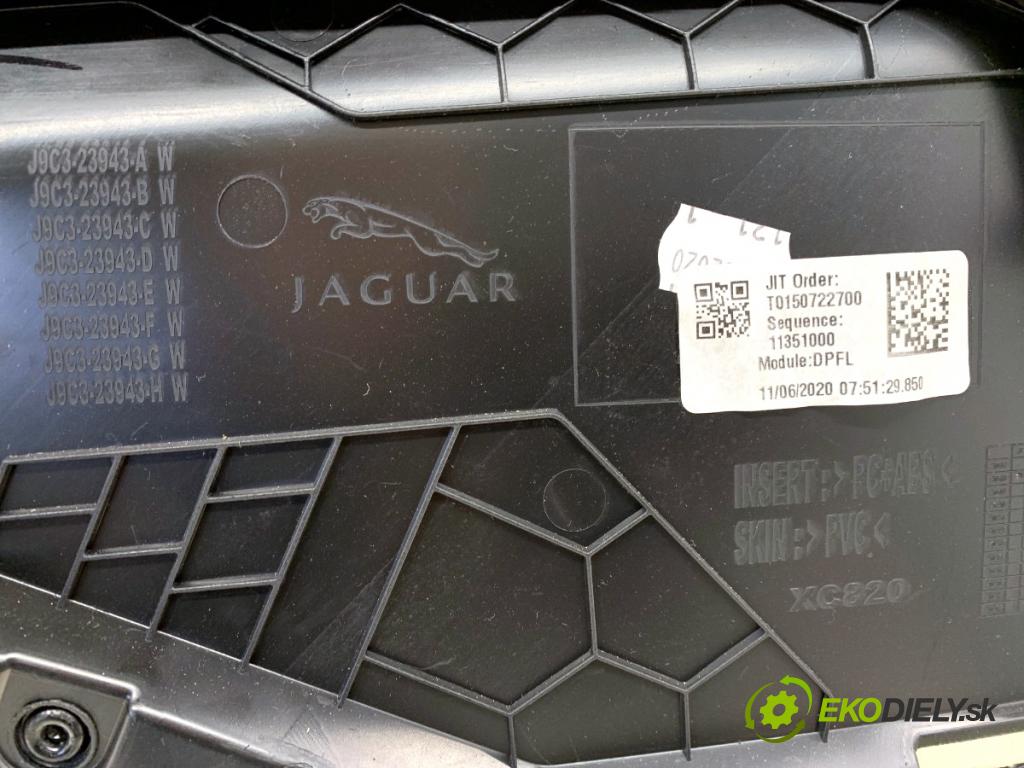 J9C3-23943-A W
J9C3-23943-B W
J9C3-23943-C W
J9C3-23943-D W
J9C3-23943-E W
J9C3-23943-F W
J9C3-23943-G W
J9C3-23943-H W
JAGUAR
121
JIT Order:
T0150722700
Sequence:
11351000
Module:DPFL
11/06/2020 07:51:29.850
INSERT :> PC+ABS <
SKIN :> PVC <
EKODIELY.sk